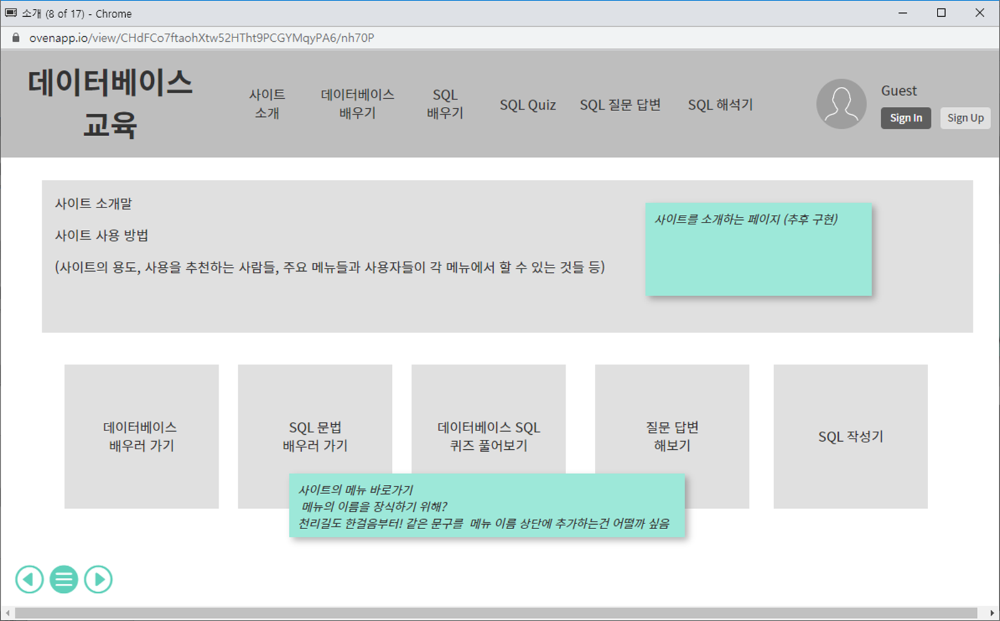 소개 (8 of 17) - Chrome
ovenapp.io/view/CHdFCo7ftaohXtw52HTht9PCGYMqyPA6/nh70P
데이터베이스
교육
사이트
소개
데이터베이스
배우기
SQL
배우기
SQL Quiz
SQL 질문 답변
SQL 해석기
Guest
Sign In
Sign Up
사이트 소개말
사이트 사용 방법
(사이트의 용도, 사용을 추천하는 사람들, 주요 메뉴들과 사용자들이 각 메뉴에서 할 수 있는 것들 등)
사이트를 소개하는 페이지 (추후 구현)
데이터베이스
배우러 가기
SQL 문법
배우러 가기
데이터베이스 SQL
퀴즈 풀어보기
질문 답변
해보기
SQL 작성기
사이트의 메뉴 바로가기
메뉴의 이름을 장식하기 위해?
천리길도 한걸음부터! 같은 문구를 메뉴 이름 상단에 추가하는건 어떨까 싶음